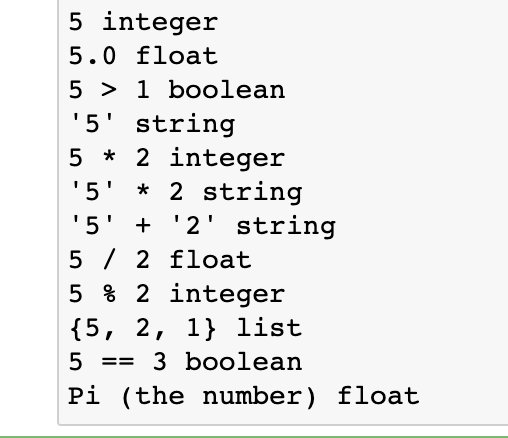 5 integer
5.0 float
5 > 1 boolean
'5' string
5 * 2 integer
'5' * 2 string
'5' + '2' string
5 / 2 float
5 % 2 integer
{5, 2, 1} list
5 == 3 boolean
Pi (the number) float